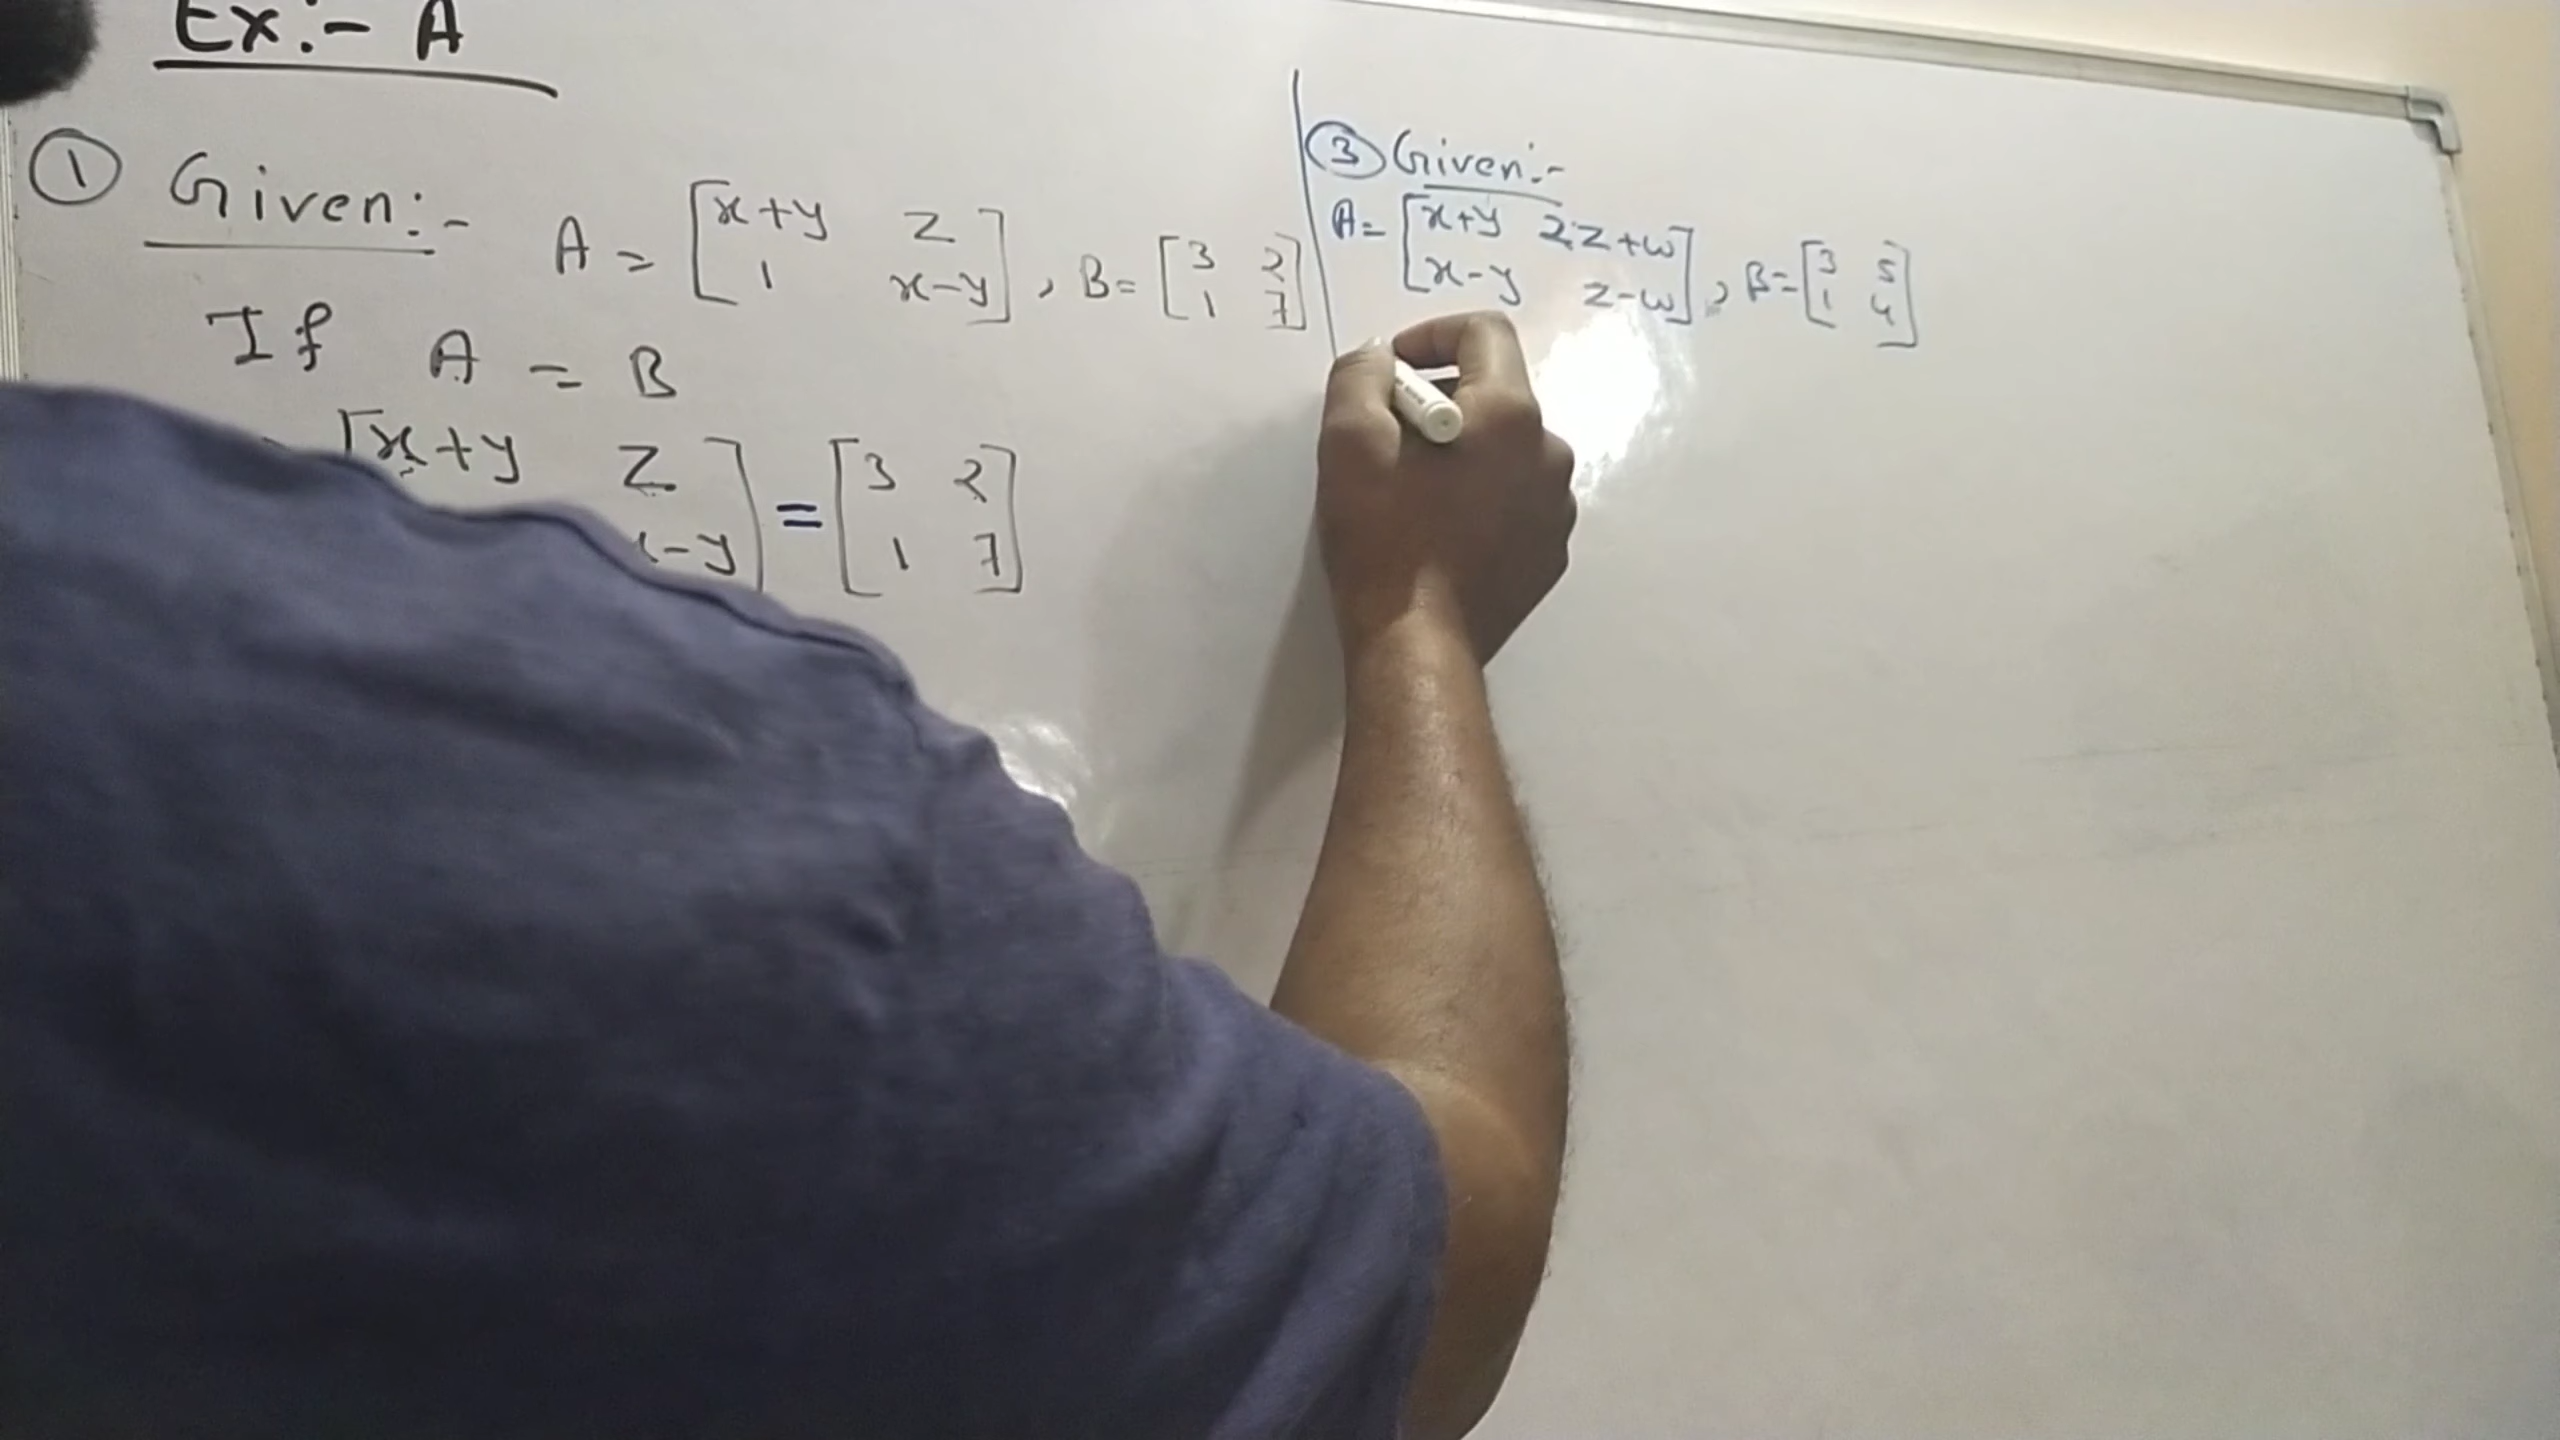 Ex:- A
① Given:- A = [x+y z
1 x-y], B= [3 2
1 7]
If A = B
[x+y z
x-y] = [3 2
1 7]
③ Given:-
A= [x+y 2z+w
x-y z-w], B= [3 5
1 4]